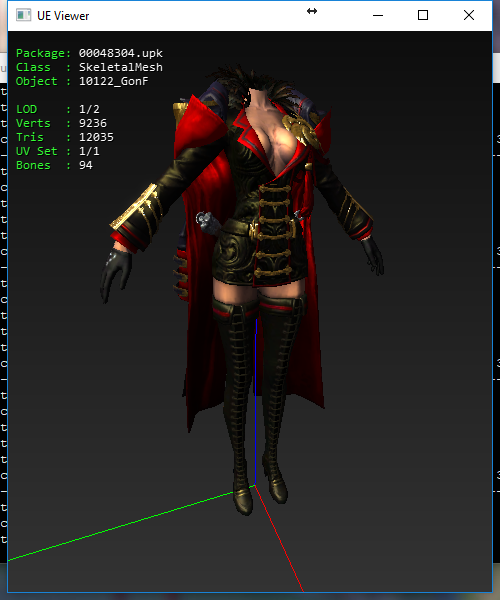 UE Viewer
Package: 00048304.upk
Class : SkeletalMesh
Object : 10122_GonF
LOD : 1/2
Verts : 9236
Tris : 12035
UV Set : 1/1
Bones : 94